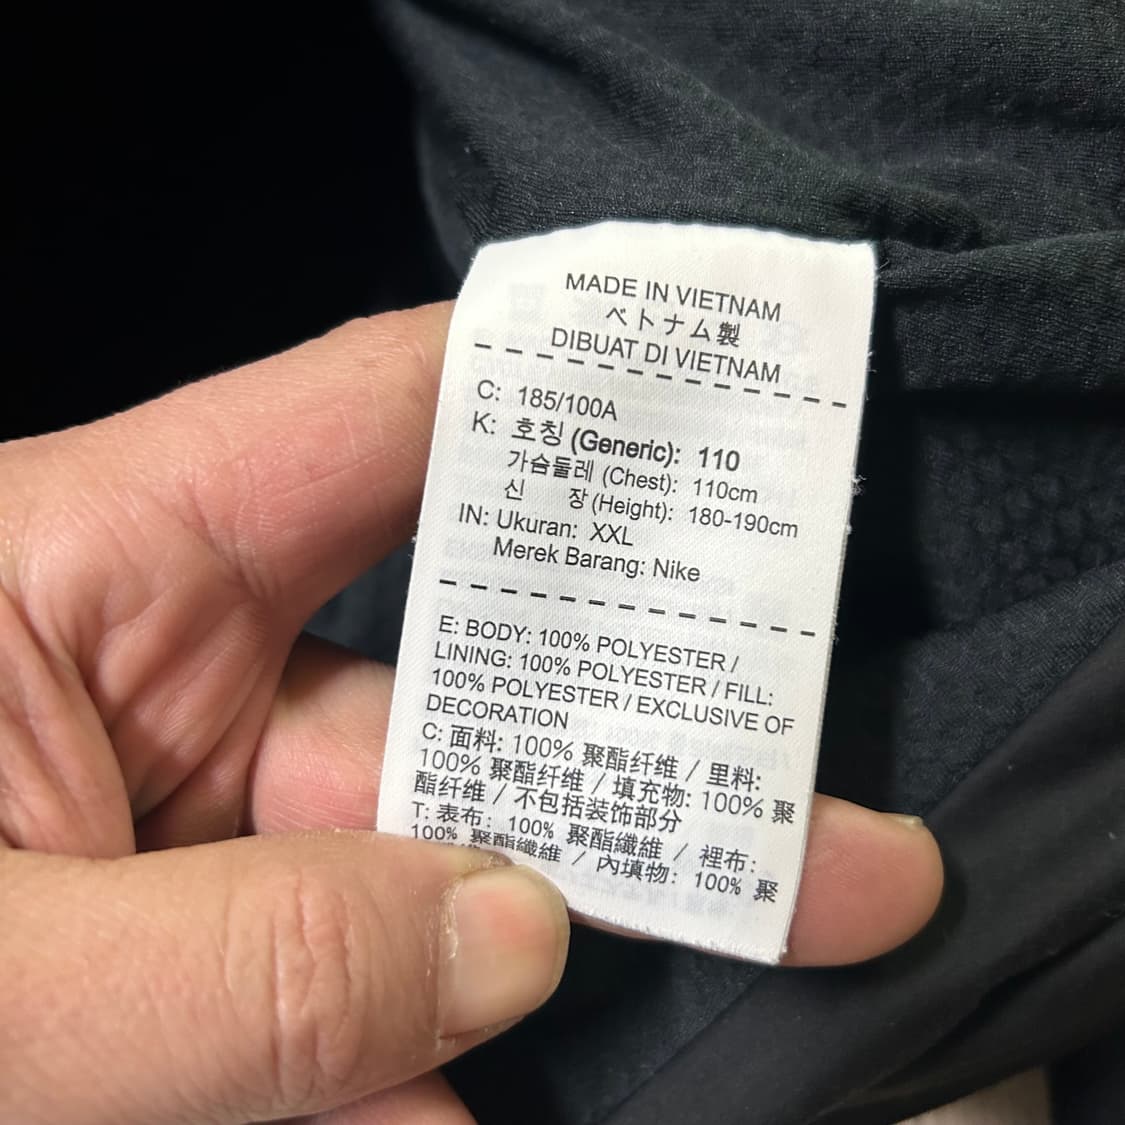 MADE IN VIETNAM
ベトナム製
DIBUAT DI VIETNAM
C: 185/100A
K: 호칭 (Generic): 110
가슴둘레 (Chest): 110cm
신 장 (Height): 180-190cm
IN: Ukuran: XXL
Merek Barang: Nike
E: BODY: 100% POLYESTER /
LINING: 100% POLYESTER / FILL:
100% POLYESTER / EXCLUSIVE OF
DECORATION
C: 面料: 100% 聚酯纤维 / 里料:
100% 聚酯纤维 / 填充物: 100% 聚
酯纤维 / 不包括装饰部分
T: 表布: 100% 聚酯纖維 / 裡布:
100% 聚酯纖維 / 內填物: 100% 聚